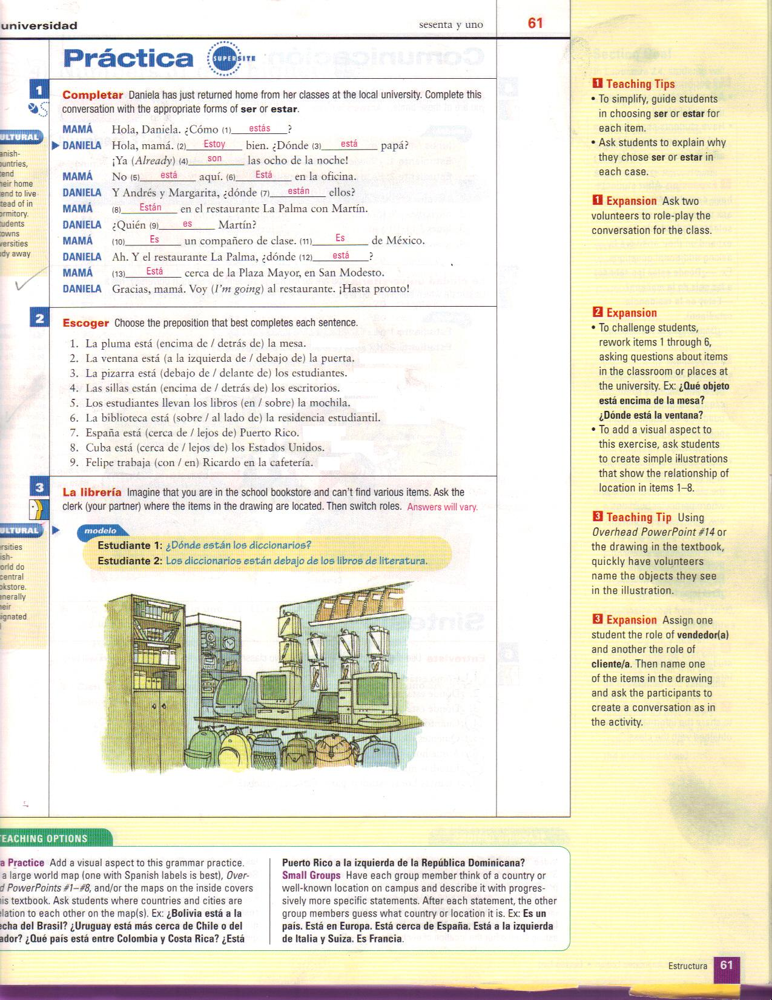 universidad
sesenta y uno
61
Práctica SUPERSITE
1
Completar Daniela has just returned home from her classes at the local university. Complete this
conversation with the appropriate forms of ser or estar.
MAMÁ Hola, Daniela. ¿Cómo (1) estás ?
DANIELA Hola, mamá. (2) Estoy bien. ¿Dónde (3) está papá?
¡Ya (Already) (4) son las ocho de la noche!
MAMÁ No (5) está aquí. (6) Está en la oficina.
DANIELA Y Andrés y Margarita, ¿dónde (7) están ellos?
MAMÁ (8) Están en el restaurante La Palma con Martín.
DANIELA ¿Quién (9) es Martín?
MAMÁ (10) Es un compañero de clase. (11) Es de México.
DANIELA Ah. Y el restaurante La Palma, ¿dónde (12) está ?
MAMÁ (13) Está cerca de la Plaza Mayor, en San Modesto.
DANIELA Gracias, mamá. Voy (I'm going) al restaurante. ¡Hasta pronto!
ULTURAL
anish-
ountries,
end
heir home
end to live
tead of in
ormitory.
tudents
towns
versities
udy away
2
Escoger Choose the preposition that best completes each sentence.
1. La pluma está (encima de / detrás de) la mesa.
2. La ventana está (a la izquierda de / debajo de) la puerta.
3. La pizarra está (debajo de / delante de) los estudiantes.
4. Las sillas están (encima de / detrás de) los escritorios.
5. Los estudiantes llevan los libros (en / sobre) la mochila.
6. La biblioteca está (sobre / al lado de) la residencia estudiantil.
7. España está (cerca de / lejos de) Puerto Rico.
8. Cuba está (cerca de / lejos de) los Estados Unidos.
9. Felipe trabaja (con / en) Ricardo en la cafetería.
3
La librería Imagine that you are in the school bookstore and can't find various items. Ask the
clerk (your partner) where the items in the drawing are located. Then switch roles. Answers will vary.
ULTURAL
ersities
ish-
orld do
central
okstore.
enerally
heir
signated
modelo
Estudiante 1: ¿Dónde están los diccionarios?
Estudiante 2: Los diccionarios están debajo de los libros de literatura.
1 Teaching Tips
• To simplify, guide students
in choosing ser or estar for
each item.
• Ask students to explain why
they chose ser or estar in
each case.
1 Expansion Ask two
volunteers to role-play the
conversation for the class.
2 Expansion
• To challenge students,
rework items 1 through 6,
asking questions about items
in the classroom or places at
the university. Ex: ¿Qué objeto
está encima de la mesa?
¿Dónde está la ventana?
• To add a visual aspect to
this exercise, ask students
to create simple illustrations
that show the relationship of
location in items 1–8.
3 Teaching Tip Using
Overhead PowerPoint #14 or
the drawing in the textbook,
quickly have volunteers
name the objects they see
in the illustration.
3 Expansion Assign one
student the role of vendedor(a)
and another the role of
cliente/a. Then name one
of the items in the drawing
and ask the participants to
create a conversation as in
the activity.
TEACHING OPTIONS
a Practice Add a visual aspect to this grammar practice.
a large world map (one with Spanish labels is best), Over-
d PowerPoints #1–#8, and/or the maps on the inside covers
is textbook. Ask students where countries and cities are
elation to each other on the map(s). Ex: ¿Bolivia está a la
echa del Brasil? ¿Uruguay está más cerca de Chile o del
ador? ¿Qué país está entre Colombia y Costa Rica? ¿Está
Puerto Rico a la izquierda de la República Dominicana?
Small Groups Have each group member think of a country or
well-known location on campus and describe it with progres-
sively more specific statements. After each statement, the other
group members guess what country or location it is. Ex: Es un
país. Está en Europa. Está cerca de España. Está a la izquierda
de Italia y Suiza. Es Francia.
Estructura 61